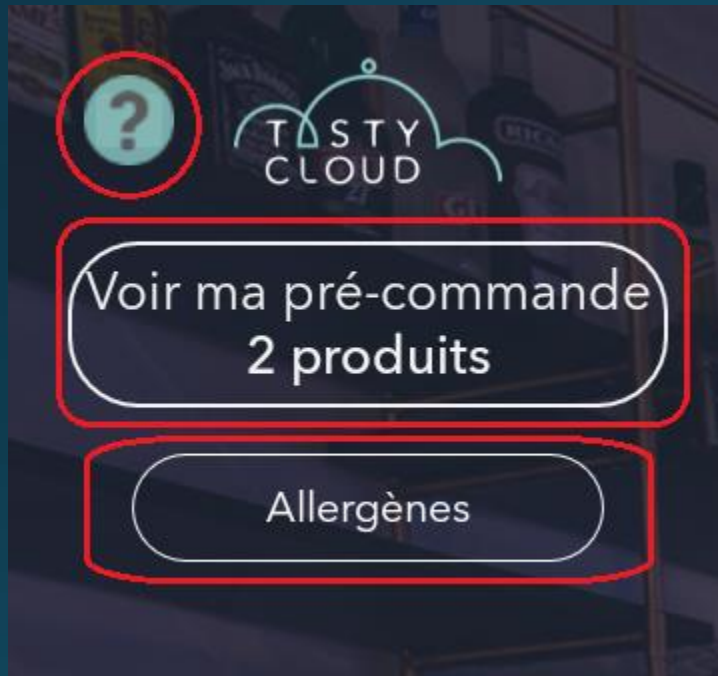 ?
TASTY
CLOUD
Voir ma pré-commande
2 produits
Allergènes